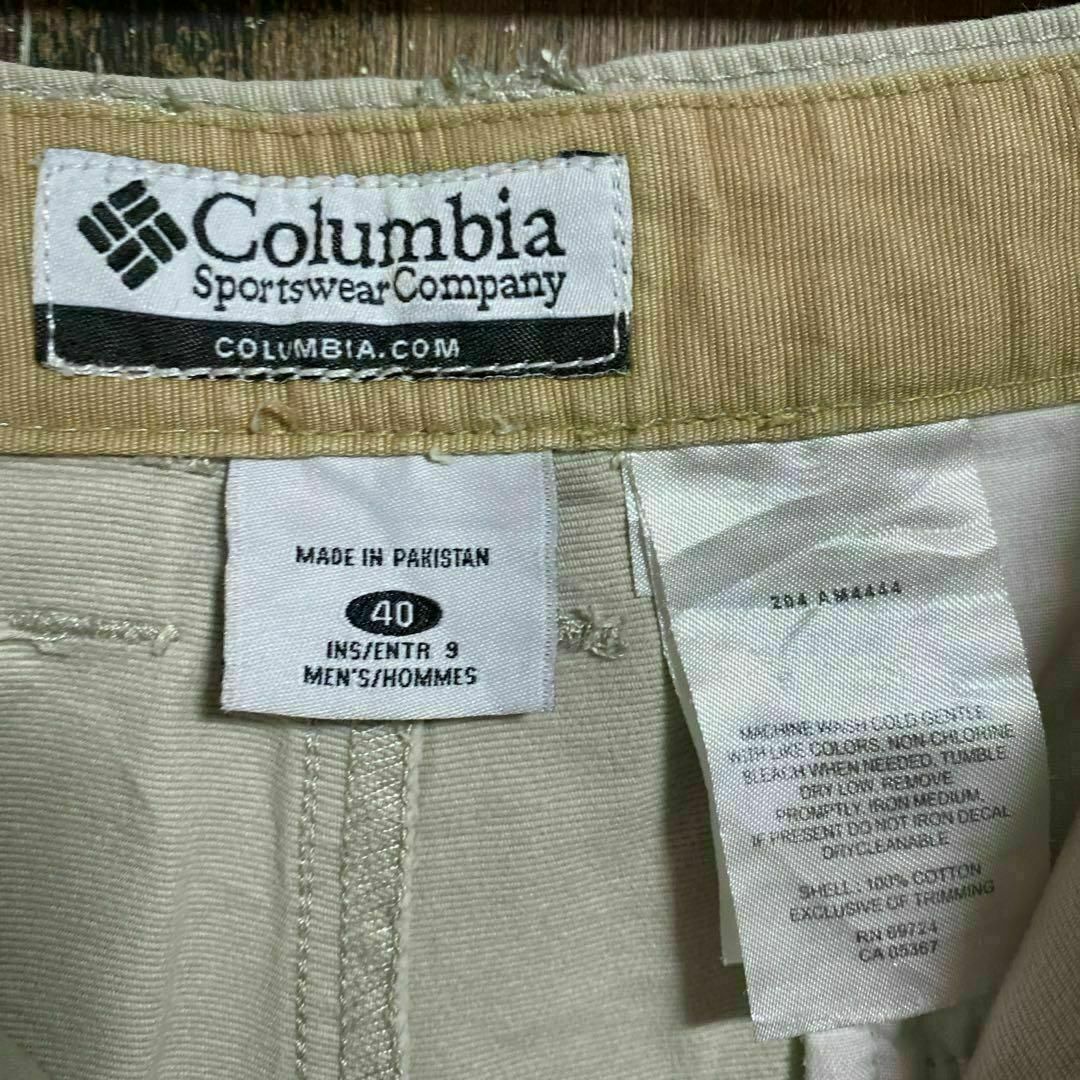 Columbia
Sportswear Company
COLUMBIA.COM
MADE IN PAKISTAN
40
INS/ENTR 9
MEN'S/HOMMES
204 AM4444
MACHINE WASH COLD GENTLE
WITH LIKE COLORS, NON-CHLORINE
BLEACH WHEN NEEDED, TUMBLE
DRY LOW, REMOVE
PROMPTLY, IRON MEDIUM
IF PRESENT DO NOT IRON DECAL
DRYCLEANABLE
SHELL - 100% COTTON
EXCLUSIVE OF TRIMMING
RN 69724
CA 05367